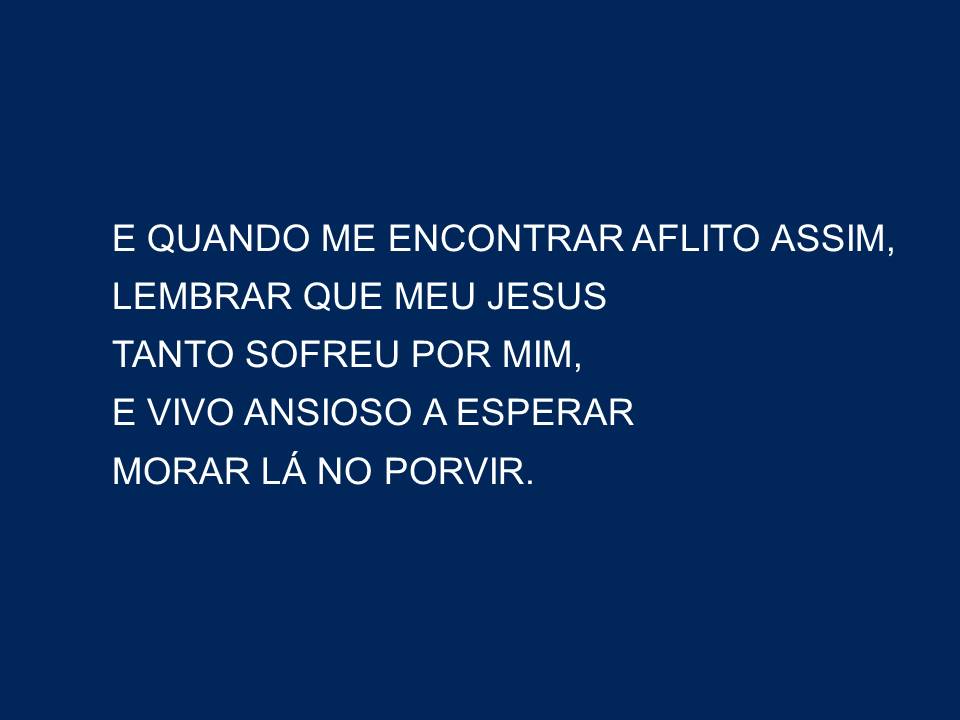 E QUANDO ME ENCONTRAR AFLITO ASSIM,
LEMBRAR QUE MEU JESUS
TANTO SOFREU POR MIM,
E VIVO ANSIOSO A ESPERAR
MORAR LÁ NO PORVIR.